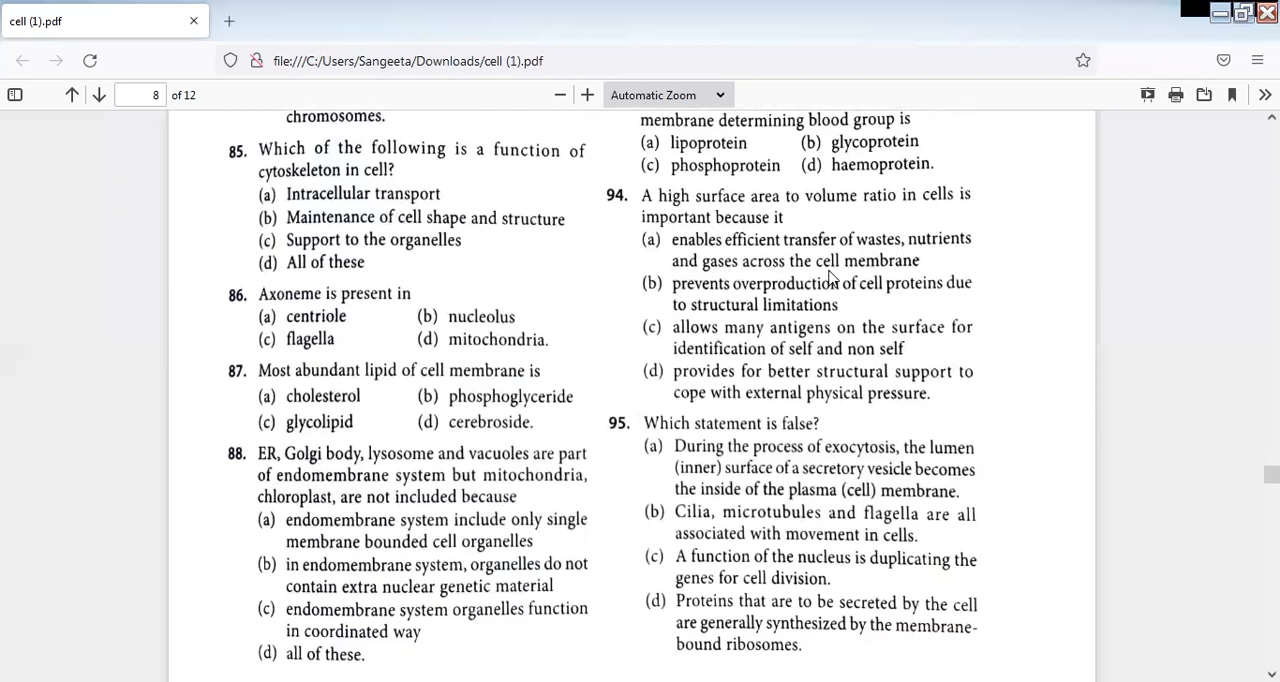 cell (1).pdf
file:///C:/Users/Sangeeta/Downloads/cell (1).pdf
8 of 12
Automatic Zoom
chromosomes.
85. Which of the following is a function of
cytoskeleton in cell?
(a) Intracellular transport
(b) Maintenance of cell shape and structure
(c) Support to the organelles
(d) All of these
86. Axoneme is present in
(a) centriole (b) nucleolus
(c) flagella (d) mitochondria.
87. Most abundant lipid of cell membrane is
(a) cholesterol (b) phosphoglyceride
(c) glycolipid (d) cerebroside.
88. ER, Golgi body, lysosome and vacuoles are part
of endomembrane system but mitochondria,
chloroplast, are not included because
(a) endomembrane system include only single
membrane bounded cell organelles
(b) in endomembrane system, organelles do not
contain extra nuclear genetic material
(c) endomembrane system organelles function
in coordinated way
(d) all of these.
membrane determining blood group is
(a) lipoprotein (b) glycoprotein
(c) phosphoprotein (d) haemoprotein.
94. A high surface area to volume ratio in cells is
important because it
(a) enables efficient transfer of wastes, nutrients
and gases across the cell membrane
(b) prevents overproduction of cell proteins due
to structural limitations
(c) allows many antigens on the surface for
identification of self and non self
(d) provides for better structural support to
cope with external physical pressure.
95. Which statement is false?
(a) During the process of exocytosis, the lumen
(inner) surface of a secretory vesicle becomes
the inside of the plasma (cell) membrane.
(b) Cilia, microtubules and flagella are all
associated with movement in cells.
(c) A function of the nucleus is duplicating the
genes for cell division.
(d) Proteins that are to be secreted by the cell
are generally synthesized by the membrane-
bound ribosomes.